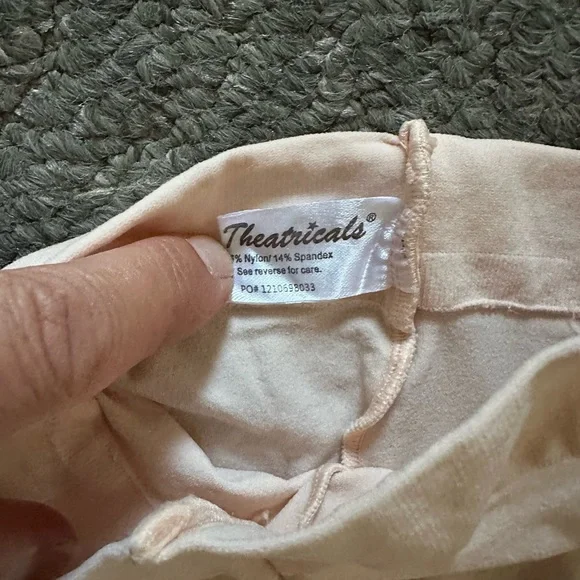 Theatricals®
% Nylon/ 14% Spandex
See reverse for care.
PO# 1210698033